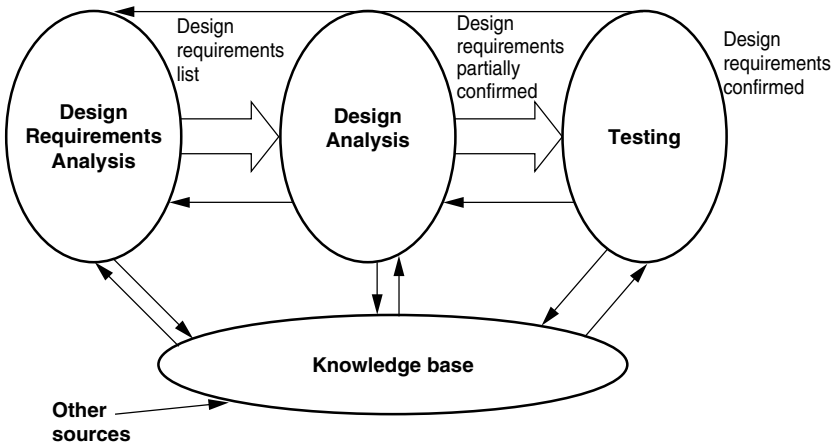 Design
requirements
list
Design
requirements
partially
confirmed
Design
requirements
confirmed
Design
Requirements
Analysis
Design
Analysis
Testing
Knowledge base
Other
sources